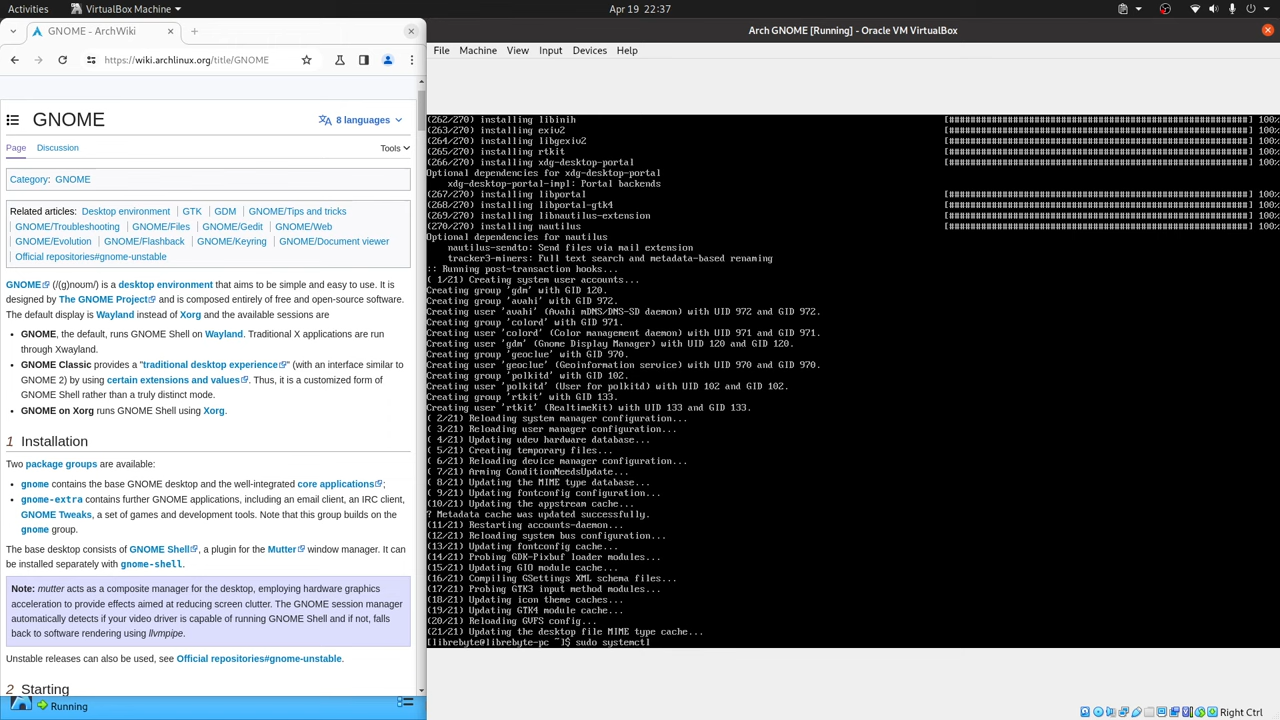 Activities
VirtualBox Machine
Apr 19 22:37
GNOME - ArchWiki
https://wiki.archlinux.org/title/GNOME
GNOME
8 languages
Page
Discussion
Tools
Category: GNOME
Related articles: Desktop environment | GTK | GDM | GNOME/Tips and tricks
| GNOME/Troubleshooting | GNOME/Files | GNOME/Gedit | GNOME/Web
| GNOME/Evolution | GNOME/Flashback | GNOME/Keyring | GNOME/Document viewer
| Official repositories#gnome-unstable
GNOME (/(g)noʊm/) is a desktop environment that aims to be simple and easy to use. It is
designed by The GNOME Project and is composed entirely of free and open-source software.
The default display is Wayland instead of Xorg and the available sessions are
• GNOME, the default, runs GNOME Shell on Wayland. Traditional X applications are run
through Xwayland.
• GNOME Classic provides a "traditional desktop experience" (with an interface similar to
GNOME 2) by using certain extensions and values. Thus, it is a customized form of
GNOME Shell rather than a truly distinct mode.
• GNOME on Xorg runs GNOME Shell using Xorg.
1 Installation
Two package groups are available:
• gnome contains the base GNOME desktop and the well-integrated core applications;
• gnome-extra contains further GNOME applications, including an email client, an IRC client,
GNOME Tweaks, a set of games and development tools. Note that this group builds on the
gnome group.
The base desktop consists of GNOME Shell, a plugin for the Mutter window manager. It can
be installed separately with gnome-shell.
Note: mutter acts as a composite manager for the desktop, employing hardware graphics
acceleration to provide effects aimed at reducing screen clutter. The GNOME session manager
automatically detects if your video driver is capable of running GNOME Shell and if not, falls
back to software rendering using llvmpipe.
Unstable releases can also be used, see Official repositories#gnome-unstable.
2 Starting
Running
Arch GNOME [Running] - Oracle VM VirtualBox
File Machine View Input Devices Help
(262/270) installing libinih [######################################################] 100%
(263/270) installing exiv2 [######################################################] 100%
(264/270) installing libgexiv2 [######################################################] 100%
(265/270) installing rtkit [######################################################] 100%
(266/270) installing xdg-desktop-portal [######################################################] 100%
Optional dependencies for xdg-desktop-portal
xdg-desktop-portal-impl: Portal backends
(267/270) installing libportal [######################################################] 100%
(268/270) installing libportal-gtk4 [######################################################] 100%
(269/270) installing libnautilus-extension [######################################################] 100%
(270/270) installing nautilus [######################################################] 100%
Optional dependencies for nautilus
nautilus-sendto: Send files via mail extension
tracker3-miners: Full text search and metadata-based renaming
:: Running post-transaction hooks...
( 1/21) Creating system user accounts...
Creating group 'gdm' with GID 120.
Creating group 'avahi' with GID 972.
Creating user 'avahi' (Avahi mDNS/DNS-SD daemon) with UID 972 and GID 972.
Creating group 'colord' with GID 971.
Creating user 'colord' (Color management daemon) with UID 971 and GID 971.
Creating user 'gdm' (Gnome Display Manager) with UID 120 and GID 120.
Creating group 'geoclue' with GID 970.
Creating user 'geoclue' (Geoinformation service) with UID 970 and GID 970.
Creating group 'polkitd' with GID 102.
Creating user 'polkitd' (User for polkitd) with UID 102 and GID 102.
Creating group 'rtkit' with GID 133.
Creating user 'rtkit' (RealtimeKit) with UID 133 and GID 133.
( 2/21) Reloading system manager configuration...
( 3/21) Reloading user manager configuration...
( 4/21) Updating udev hardware database...
( 5/21) Creating temporary files...
( 6/21) Reloading device manager configuration...
( 7/21) Arming ConditionNeedsUpdate...
( 8/21) Updating the MIME type database...
( 9/21) Updating fontconfig configuration...
(10/21) Updating the appstream cache...
? Metadata cache was updated successfully.
(11/21) Restarting accounts-daemon...
(12/21) Reloading system bus configuration...
(13/21) Updating fontconfig cache...
(14/21) Probing GDK-Pixbuf loader modules...
(15/21) Updating GIO module cache...
(16/21) Compiling GSettings XML schema files...
(17/21) Probing GTK3 input method modules...
(18/21) Updating icon theme caches...
(19/21) Updating GTK4 module cache...
(20/21) Reloading GVFS config...
(21/21) Updating the desktop file MIME type cache...
[librebyte@librebyte-pc ~]$ sudo systemctl
Right Ctrl